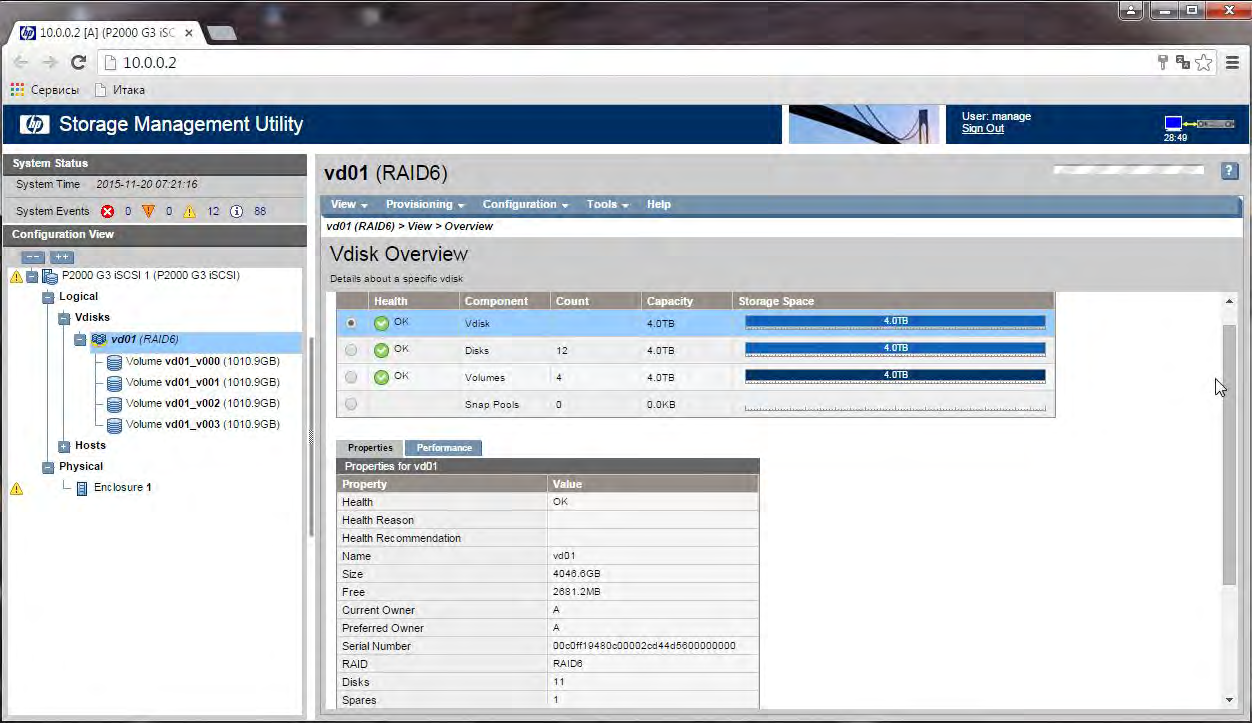 10.0.0.2 [A] (P2000 G3 iSC
10.0.0.2
Сервисы Итака
hp Storage Management Utility
User: manage
Sign Out
28:49
System Status
System Time 2015-11-20 07:21:16
System Events 0 0 12 88
Configuration View
-- ++
P2000 G3 iSCSI 1 (P2000 G3 iSCSI)
Logical
Vdisks
vd01 (RAID6)
Volume vd01_v000 (1010.9GB)
Volume vd01_v001 (1010.9GB)
Volume vd01_v002 (1010.9GB)
Volume vd01_v003 (1010.9GB)
Hosts
Physical
Enclosure 1
vd01 (RAID6)
?
View Provisioning Configuration Tools Help
vd01 (RAID6) > View > Overview
Vdisk Overview
Details about a specific vdisk
Health Component Count Capacity Storage Space
OK Vdisk 4.0TB 4.0TB
OK Disks 12 4.0TB 4.0TB
OK Volumes 4 4.0TB 4.0TB
Snap Pools 0 0.0KB
Properties Performance
Properties for vd01
Property Value
Health OK
Health Reason
Health Recommendation
Name vd01
Size 4046.6GB
Free 2681.2MB
Current Owner A
Preferred Owner A
Serial Number 00c0ff19480c00002cd44d5600000000
RAID RAID6
Disks 11
Spares 1